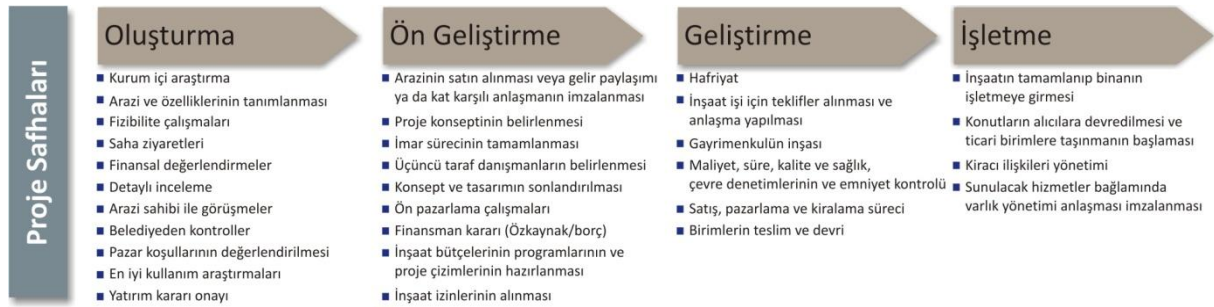 Proje Safhaları
Oluşturma
Kurum içi araştırma
Arazi ve özelliklerinin tanımlanması
Fizibilite çalışmaları
Saha ziyaretleri
Finansal değerlendirmeler
Detaylı inceleme
Arazi sahibi ile görüşmeler
Belediyeden kontroller
Pazar koşullarının değerlendirilmesi
En iyi kullanım araştırmaları
Yatırım kararı onayı
Ön Geliştirme
Arazinin satın alınması veya gelir paylaşımı
ya da kat karşılı anlaşmanın imzalanması
Proje konseptinin belirlenmesi
İmar sürecinin tamamlanması
Üçüncü taraf danışmanların belirlenmesi
Konsept ve tasarımın sonlandırılması
Ön pazarlama çalışmaları
Finansman kararı (Özkaynak/borç)
İnşaat bütçelerinin programlarının ve
proje çizimlerinin hazırlanması
İnşaat izinlerinin alınması
Geliştirme
Hafriyat
İnşaat işi için teklifler alınması ve
anlaşma yapılması
Gayrimenkulün inşası
Maliyet, süre, kalite ve sağlık,
çevre denetimlerinin ve emniyet kontrolü
Satış, pazarlama ve kiralama süreci
Birimlerin teslim ve devri
İşletme
İnşaatın tamamlanıp binanın
işletmeye girmesi
Konutların alıcılara devredilmesi ve
ticari birimlere taşınmanın başlaması
Kiracı ilişkileri yönetimi
Sunulacak hizmetler bağlamında
varlık yönetimi anlaşması imzalanması